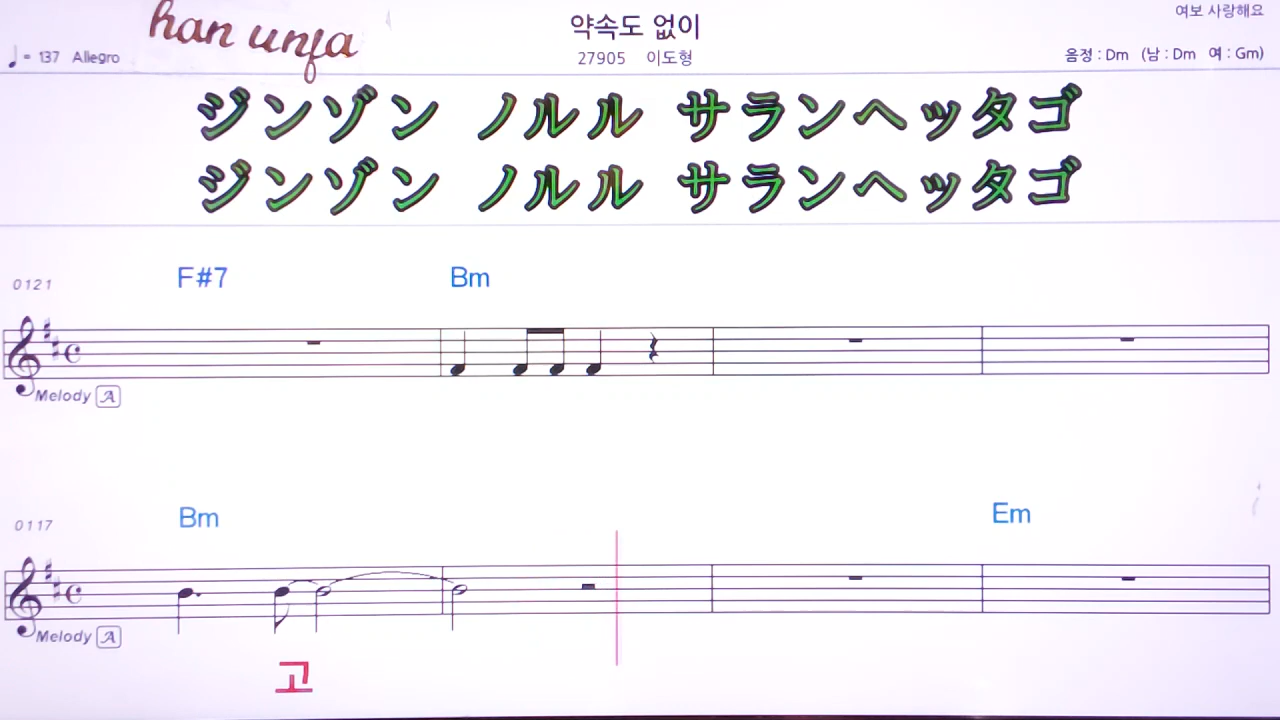 han unja
약속도 없이
여보 사랑해요
♩= 137 Allegro
27905 이도형
음정 : Dm (남 : Dm 여 : Gm)
ジンゾン ノルル サランヘッタゴ
ジンゾン ノルル サランヘッタゴ
0121 F#7 Bm
Melody A
0117 Bm Em
Melody A
고